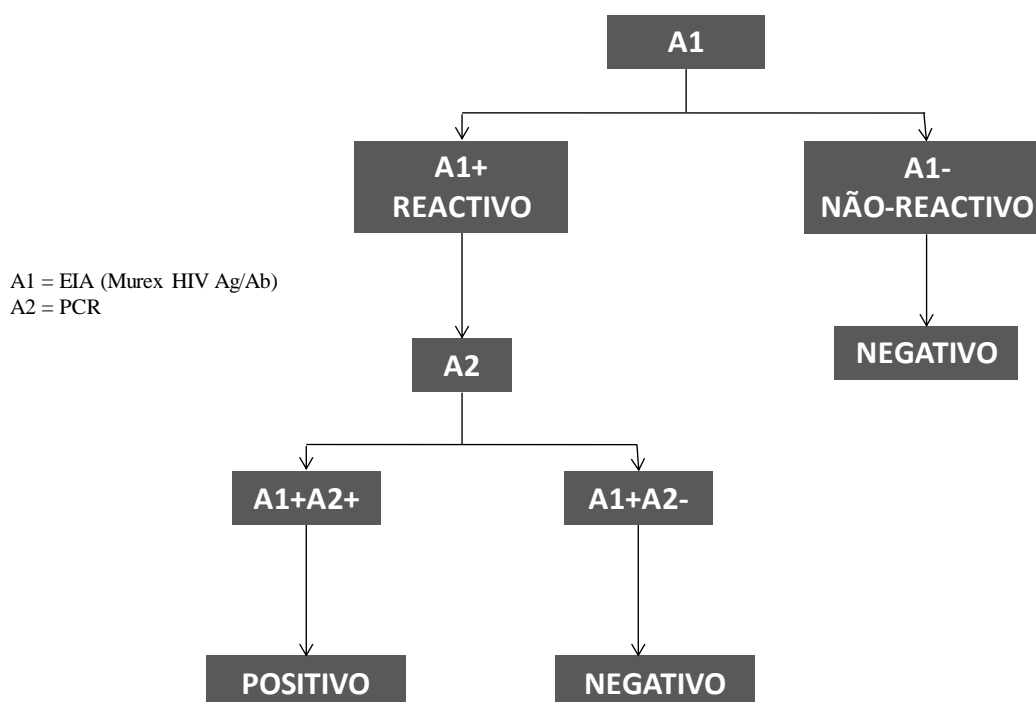 A1
A1+
REACTIVO
A1-
NÃO-REACTIVO
A1 = EIA (Murex HIV Ag/Ab)
A2 = PCR
NEGATIVO
A2
A1+A2+
A1+A2-
POSITIVO
NEGATIVO